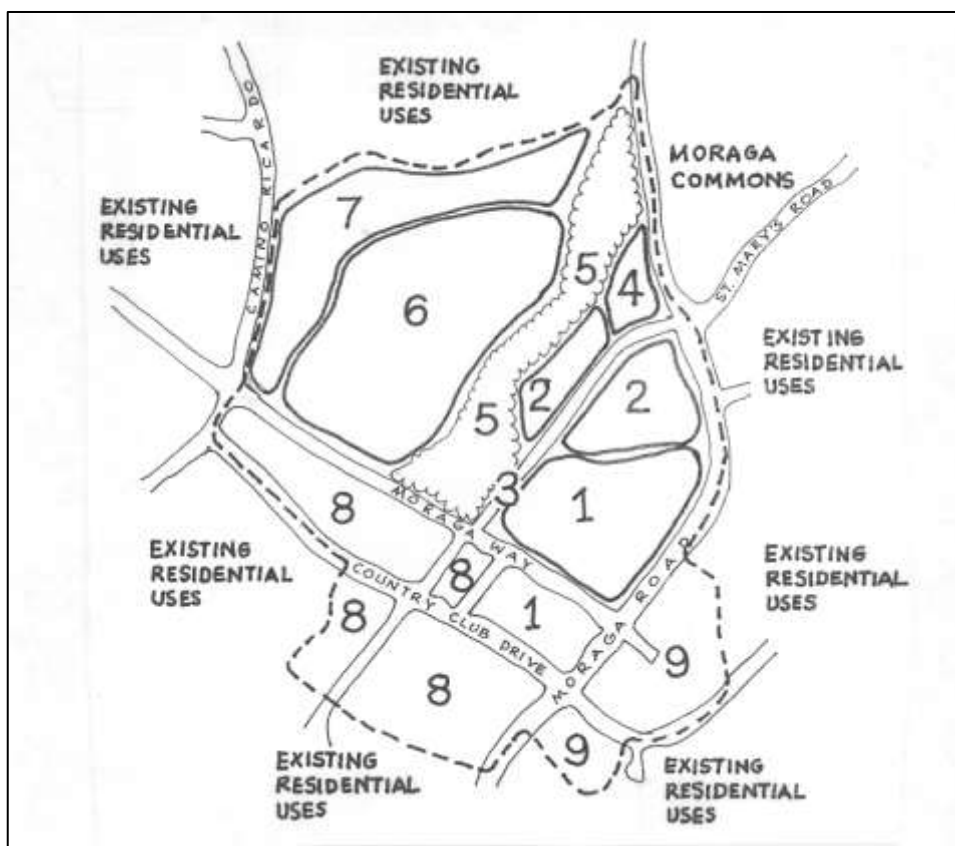 EXISTING
RESIDENTIAL
USES
MORAGA
COMMONS
CAMINO RICARDO
EXISTING
RESIDENTIAL
USES
ST. MARY'S ROAD
7
5
4
6
EXISTING
RESIDENTIAL
USES
2
2
5
3
1
MORAGA WAY
8
EXISTING
RESIDENTIAL
USES
EXISTING
RESIDENTIAL
USES
COUNTRY CLUB DRIVE
8
8
1
MORAGA ROAD
9
8
9
EXISTING
RESIDENTIAL
USES
EXISTING
RESIDENTIAL
USES